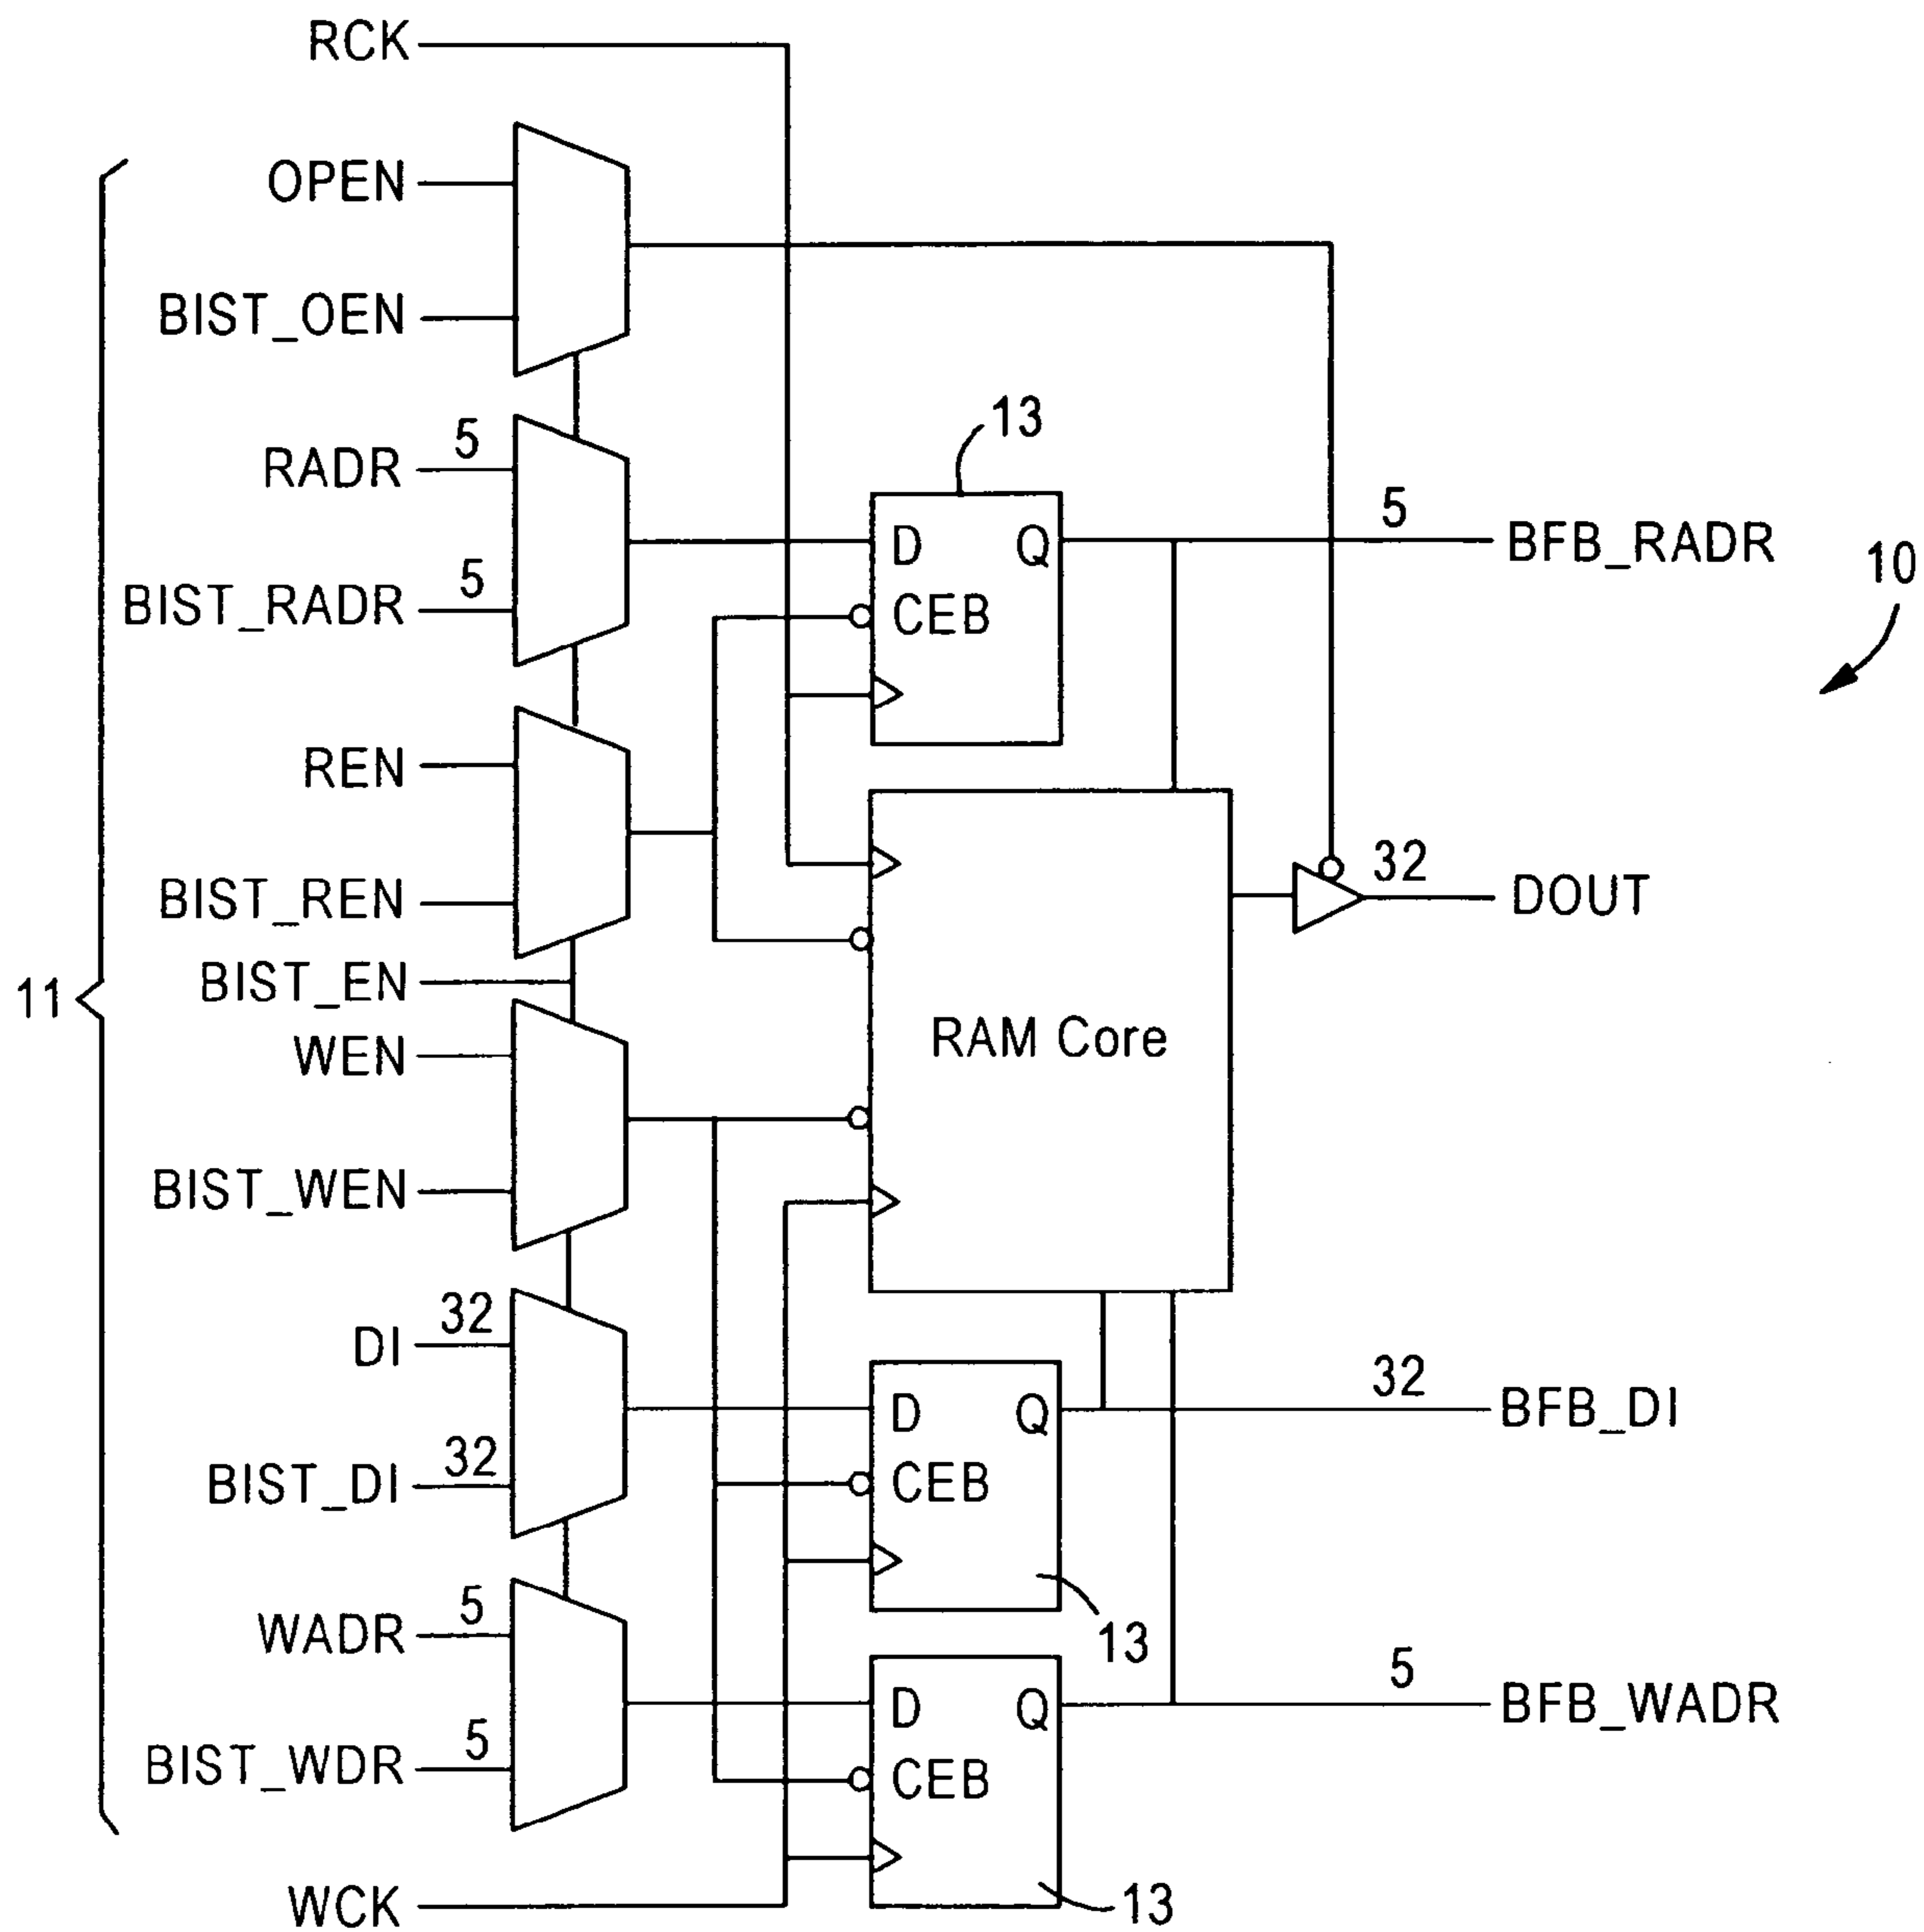 RCK
OPEN
BIST_OEN
RADR 5
13
BIST_RADR 5
D Q
CEB
5
BFB_RADR
10
REN
BIST_REN
BIST_EN
32
DOUT
11
WEN
RAM Core
BIST_WEN
DI 32
BIST_DI 32
D Q
CEB
32
BFB_DI
13
WADR 5
BIST_WDR 5
D Q
CEB
5
BFB_WADR
13
WCK